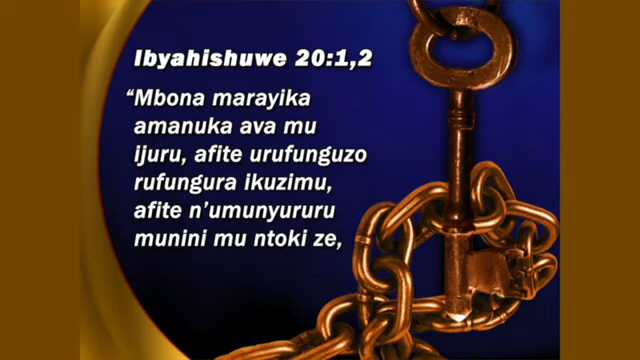 Ibyahishuwe 20:1,2
“Mbona marayika
amanuka ava mu
ijuru, afite urufunguzo
rufungura ikuzimu,
afite n’umunyururu
munini mu ntoki ze,